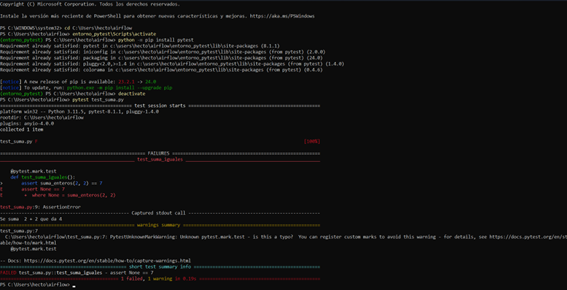 Copyright (C) Microsoft Corporation. Todos los derechos reservados.
Instale la versión más reciente de PowerShell para obtener nuevas características y mejoras. https://aka.ms/PSWindows
PS C:\WINDOWS\system32> cd C:\Users\hecto\airflow
PS C:\Users\hecto\airflow> entorno_pytest\Scripts\activate
(entorno_pytest) PS C:\Users\hecto\airflow> python -m pip install pytest
Requirement already satisfied: pytest in c:\users\hecto\airflow\entorno_pytest\lib\site-packages (8.1.1)
Requirement already satisfied: iniconfig in c:\users\hecto\airflow\entorno_pytest\lib\site-packages (from pytest) (2.0.0)
Requirement already satisfied: packaging in c:\users\hecto\airflow\entorno_pytest\lib\site-packages (from pytest) (24.0)
Requirement already satisfied: pluggy<2.0,>=1.4 in c:\users\hecto\airflow\entorno_pytest\lib\site-packages (from pytest) (1.4.0)
Requirement already satisfied: colorama in c:\users\hecto\airflow\entorno_pytest\lib\site-packages (from pytest) (0.4.6)
[notice] A new release of pip is available: 23.2.1 -> 24.0
[notice] To update, run: python.exe -m pip install --upgrade pip
(entorno_pytest) PS C:\Users\hecto\airflow> deactivate
PS C:\Users\hecto\airflow> pytest test_suma.py
test session starts
platform win32 -- Python 3.11.5, pytest-8.1.1, pluggy-1.4.0
rootdir: C:\Users\hecto\airflow
plugins: anyio-4.0.0
collected 1 item
test_suma.py F [100%]
FAILURES
test_suma_iguales
@pytest.mark.test
def test_suma_iguales():
> assert suma_enteros(2, 2) == 7
E assert None == 7
E + where None = suma_enteros(2, 2)
test_suma.py:9: AssertionError
Captured stdout call
Se suma 2 + 2 que da 4
warnings summary
test_suma.py:7
C:\Users\hecto\airflow\test_suma.py:7: PytestUnknownMarkWarning: Unknown pytest.mark.test - is this a typo? You can register custom marks to avoid this warning - for details, see https://docs.pytest.org/en/sta
ble/how-to/mark.html
@pytest.mark.test
-- Docs: https://docs.pytest.org/en/stable/how-to/capture-warnings.html
short test summary info
FAILED test_suma.py::test_suma_iguales - assert None == 7
1 failed, 1 warning in
PS C:\Users\hecto\airflow>